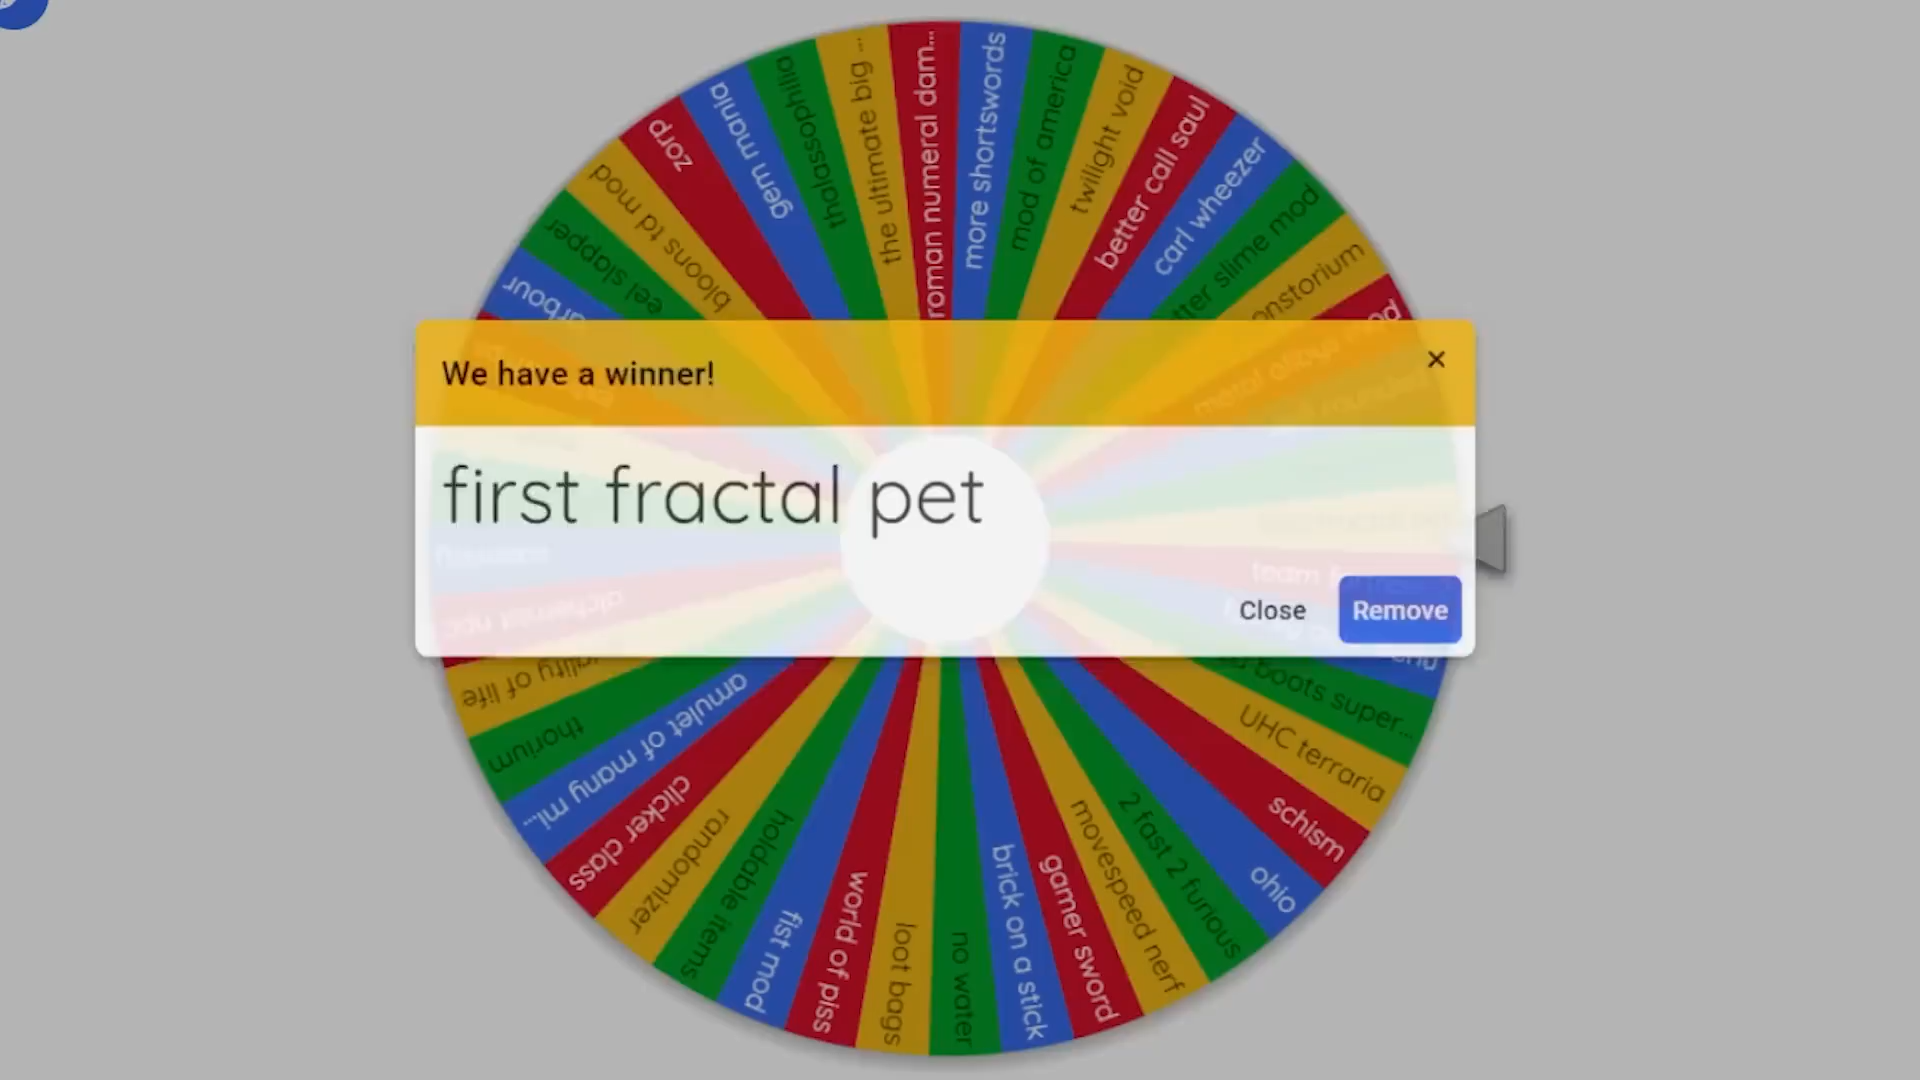 We have a winner!
×
first fractal pet
Close
Remove
roman numeral dam...
more shortswords
mod of america
twilight void
better call saul
carl wheezer
slime mod
team
boots super...
UHC terraria
schism
ohio
2 fast 2 furious
movespeed nerf
gamer sword
brick on a stick
no water
loot bags
world of piss
fist mod
holdable items
randomizer
clicker class
amulet of many mi...
thorium
of life
eel slapper
bloons td mod
zorp
gem mania
thalassophilia
the ultimate big ...